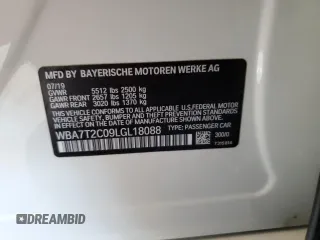 MFD BY BAYERISCHE MOTOREN WERKE AG
07/19
GVWR 5512 lbs 2500 kg
GAWR FRONT 2657 lbs 1205 kg
GAWR REAR 3020 lbs 1370 kg
THIS VEHICLE CONFORMS TO ALL APPLICABLE
U.S. FEDERAL MOTOR VEHICLE SAFETY,
BUMPER AND THEFT PREVENTION STANDARDS
IN EFFECT ON THE DATE OF MANUFACTURE
SHOWN ABOVE.
WBA7T2C09LGL18088 TYPE: PASSENGER CAR
300/0
DREAMBID